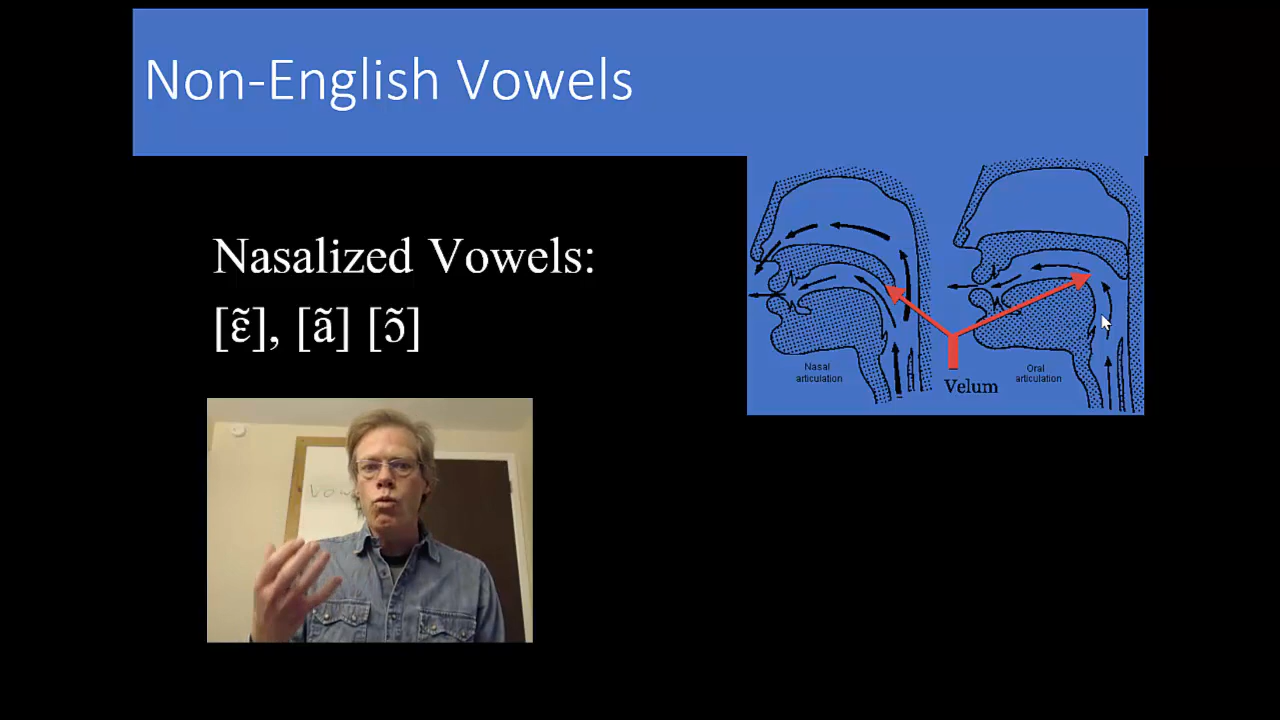 Non-English Vowels
Nasalized Vowels:
[ɛ̃], [ã] [ɔ̃]
Nasal
articulation
Oral
articulation
Velum